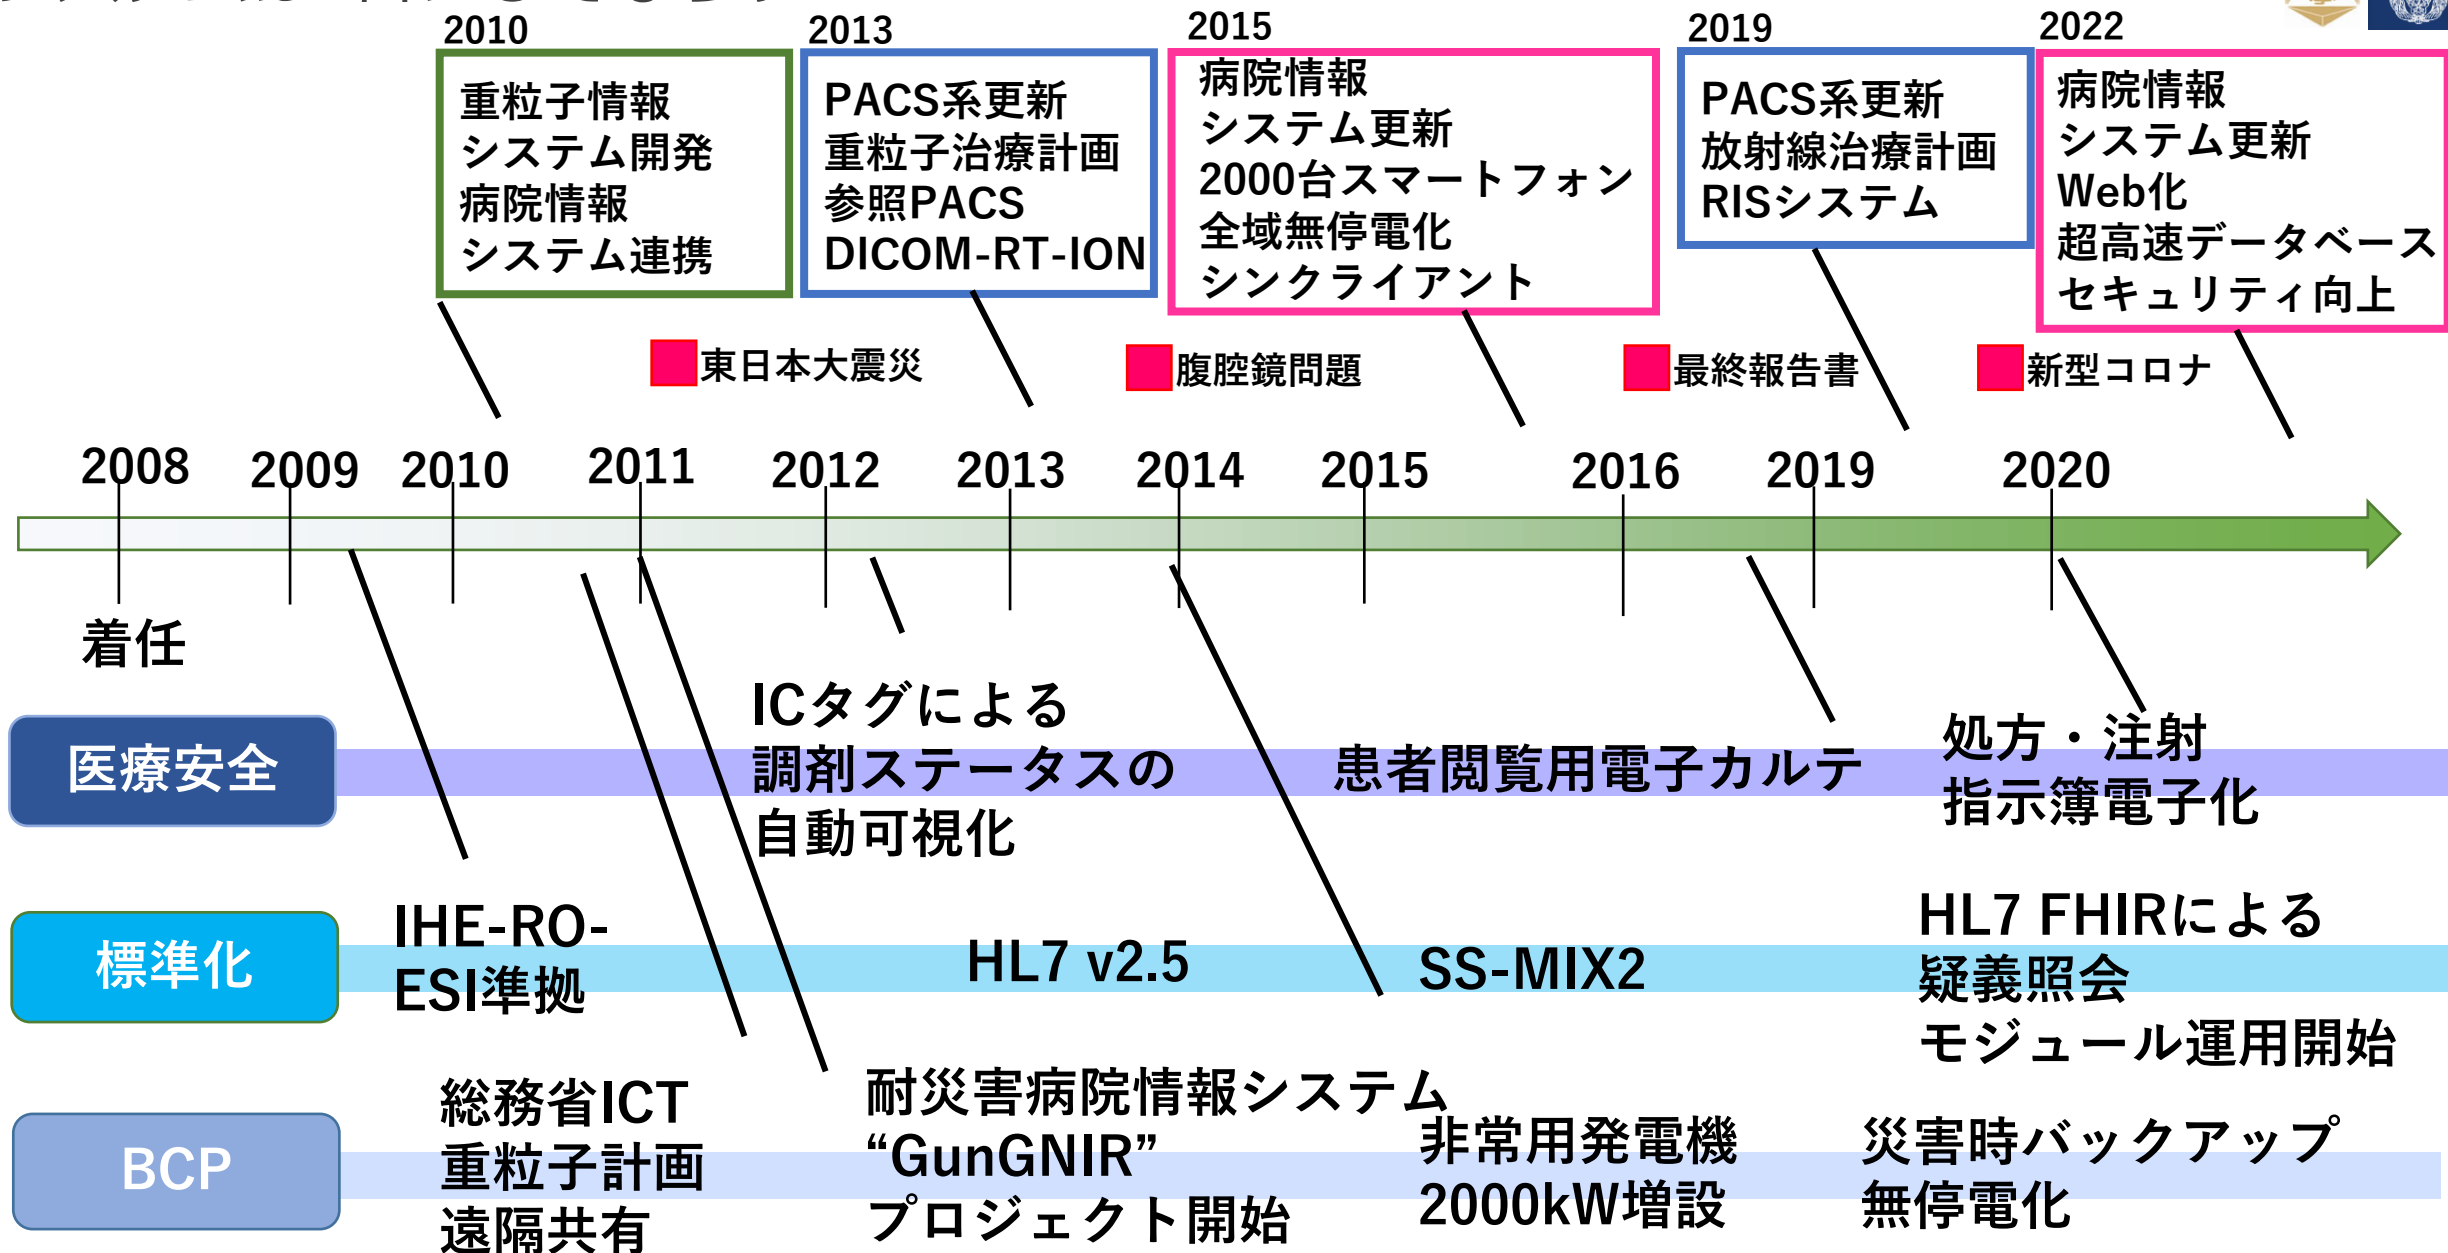 2010
重粒子情報
システム開発
病院情報
システム連携
2013
PACS系更新
重粒子治療計画
参照PACS
DICOM-RT-ION
2015
病院情報
システム更新
2000台スマートフォン
全域無停電化
シンクライアント
2019
PACS系更新
放射線治療計画
RISシステム
2022
病院情報
システム更新
Web化
超高速データベース
セキュリティ向上
東日本大震災
腹腔鏡問題
最終報告書
新型コロナ
2008
2009
2010
2011
2012
2013
2014
2015
2016
2019
2020
着任
医療安全
ICタグによる
調剤ステータスの
自動可視化
患者閲覧用電子カルテ
処方・注射
指示簿電子化
標準化
IHE-RO-
ESI準拠
HL7 v2.5
SS-MIX2
HL7 FHIRによる
疑義照会
モジュール運用開始
BCP
総務省ICT
重粒子計画
遠隔共有
耐災害病院情報システム
“GunGNIR”
プロジェクト開始
非常用発電機
2000kW増設
災害時バックアップ
無停電化